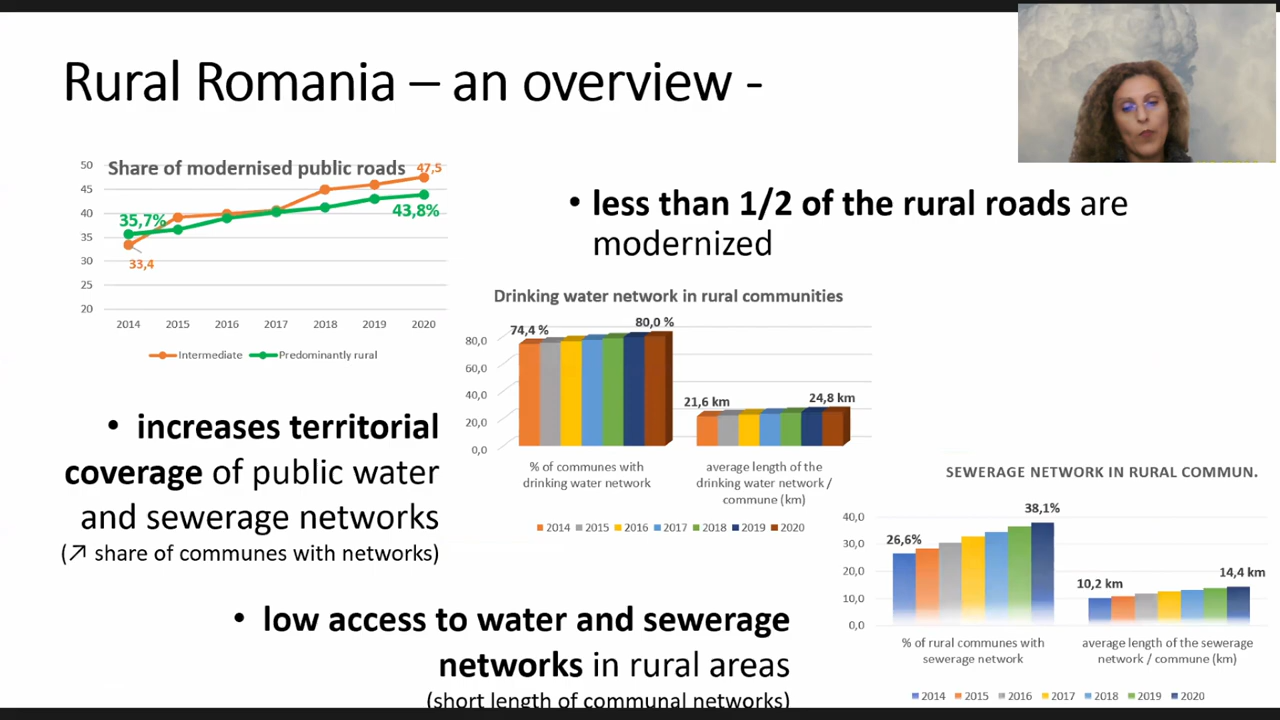 Rural Romania – an overview -
Share of modernised public roads
50
45
40
35
30
25
20
35,7%
33,4
47,5
43,8%
2014 2015 2016 2017 2018 2019 2020
Intermediate Predominantly rural
• less than 1/2 of the rural roads are
modernized
Drinking water network in rural communities
80,0
60,0
40,0
20,0
0,0
74,4 %
80,0 %
21,6 km
24,8 km
% of communes with
drinking water network
average length of the
drinking water network /
commune (km)
2014 2015 2016 2017 2018 2019 2020
• increases territorial
coverage of public water
and sewerage networks
(↗ share of communes with networks)
SEWERAGE NETWORK IN RURAL COMMUN.
40,0
30,0
20,0
10,0
0,0
26,6%
38,1%
10,2 km
14,4 km
% of rural communes with
sewerage network
average length of the sewerage
network / commune (km)
2014 2015 2016 2017 2018 2019 2020
• low access to water and sewerage
networks in rural areas
(short length of communal networks)